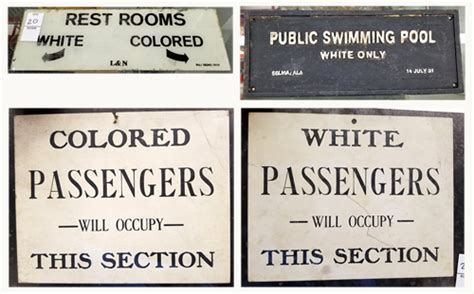 20
REST ROOMS
WHITE COLORED
L&N
PUBLIC SWIMMING POOL
WHITE ONLY
SELMA, ALA 14 JULY 31
COLORED
PASSENGERS
WILL OCCUPY
THIS SECTION
WHITE
PASSENGERS
WILL OCCUPY
THIS SECTION